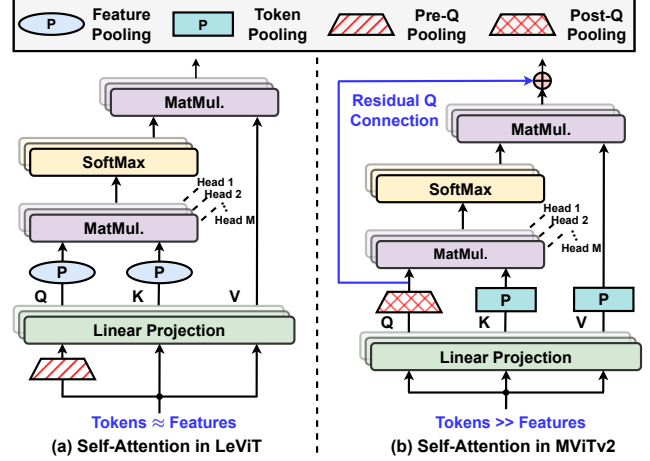 P Feature Pooling
P Token Pooling
Pre-Q Pooling
Post-Q Pooling
MatMul.
SoftMax
Head 1
Head 2
Head M
MatMul.
P
P
Q
K
V
Linear Projection
Tokens ≈ Features
(a) Self-Attention in LeViT
Residual Q
Connection
MatMul.
SoftMax
Head 1
Head 2
Head M
MatMul.
P
P
Q
K
V
Linear Projection
Tokens >> Features
(b) Self-Attention in MViTv2